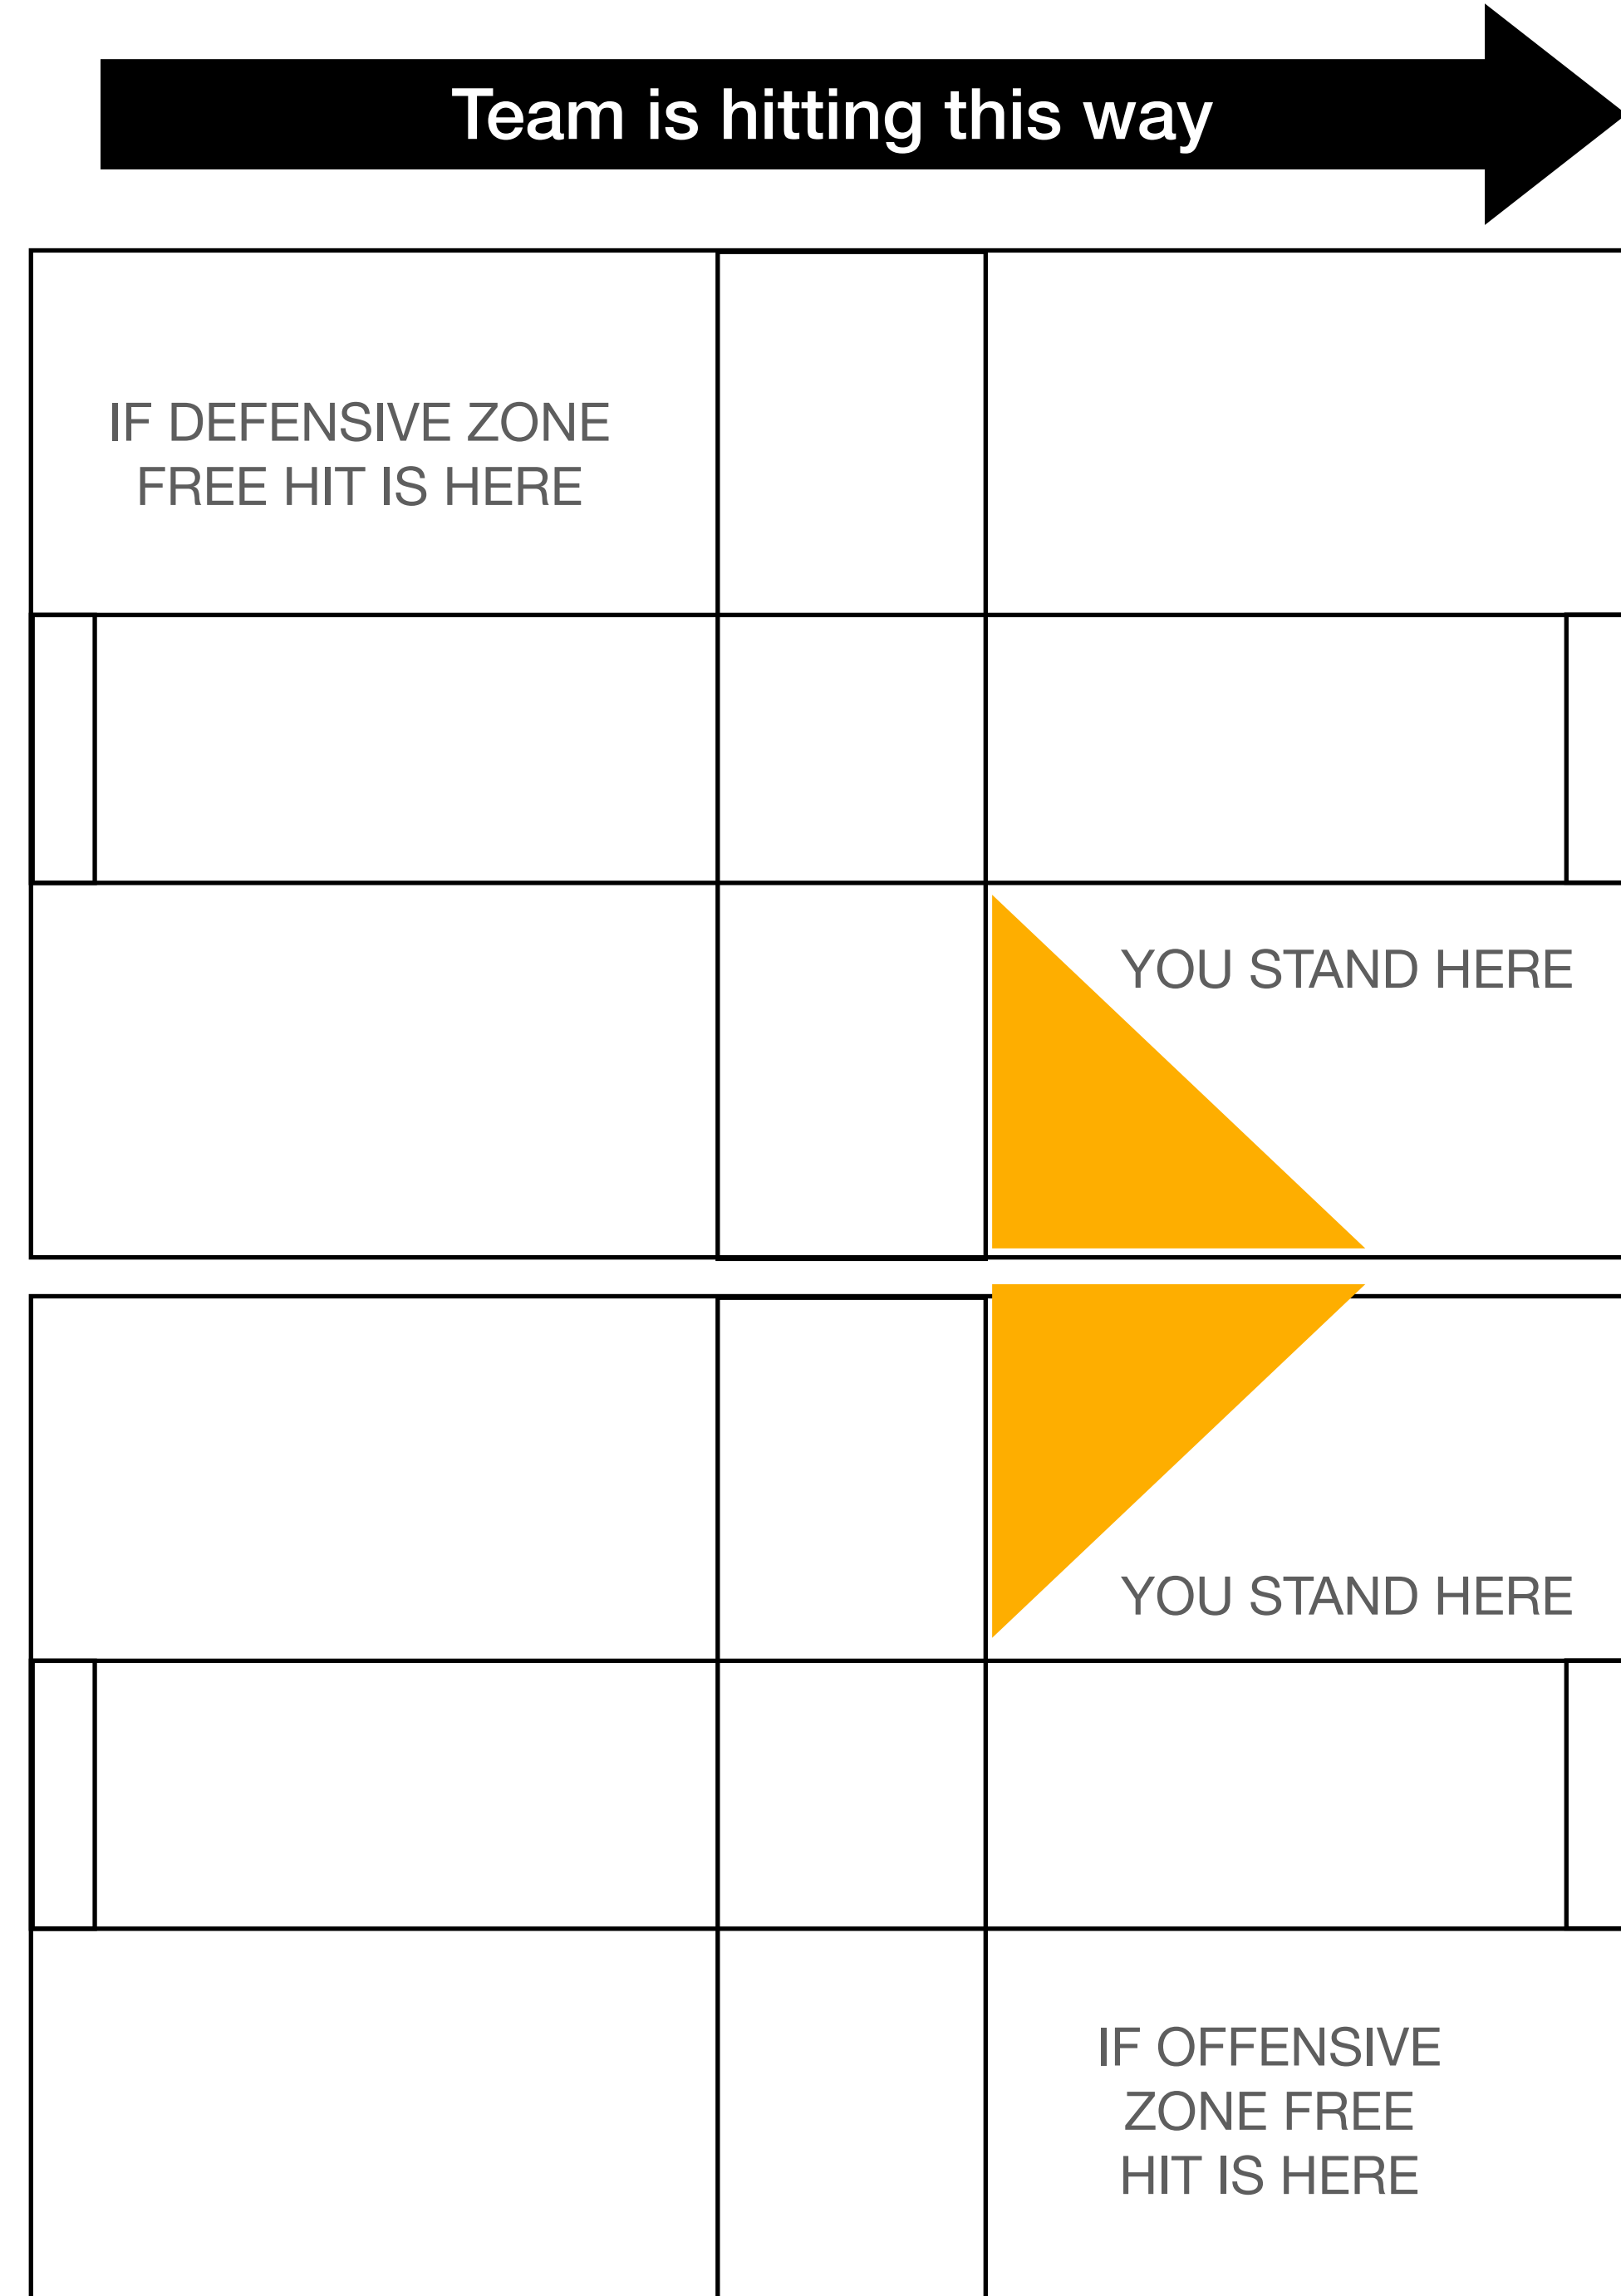 Team is hitting this way
IF DEFENSIVE ZONE
FREE HIT IS HERE
YOU STAND HERE
YOU STAND HERE
IF OFFENSIVE
ZONE FREE
HIT IS HERE